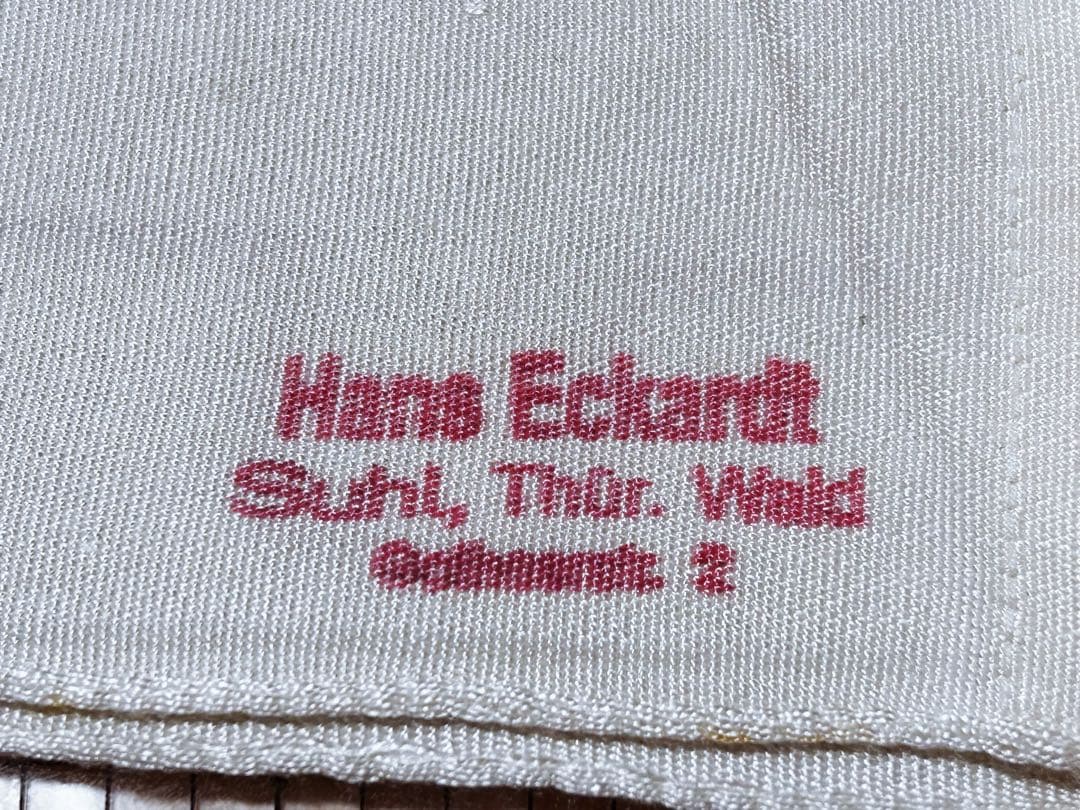 Hans Eckardt
Suhl, Thür. Wald
2